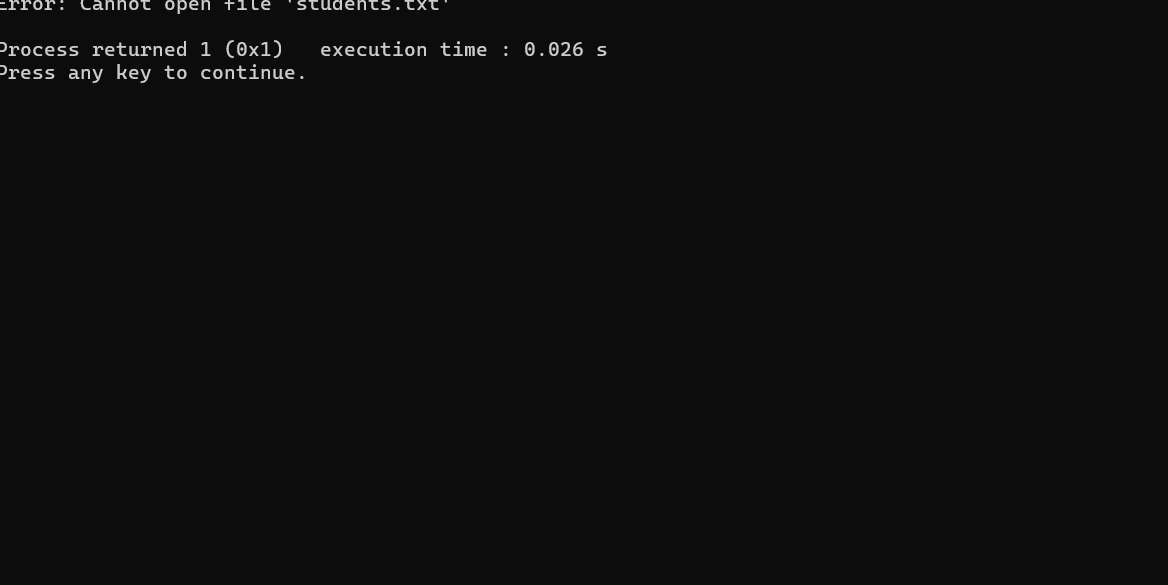 Error: Cannot open file 'students.txt'
Process returned 1 (0x1)   execution time : 0.026 s
Press any key to continue.